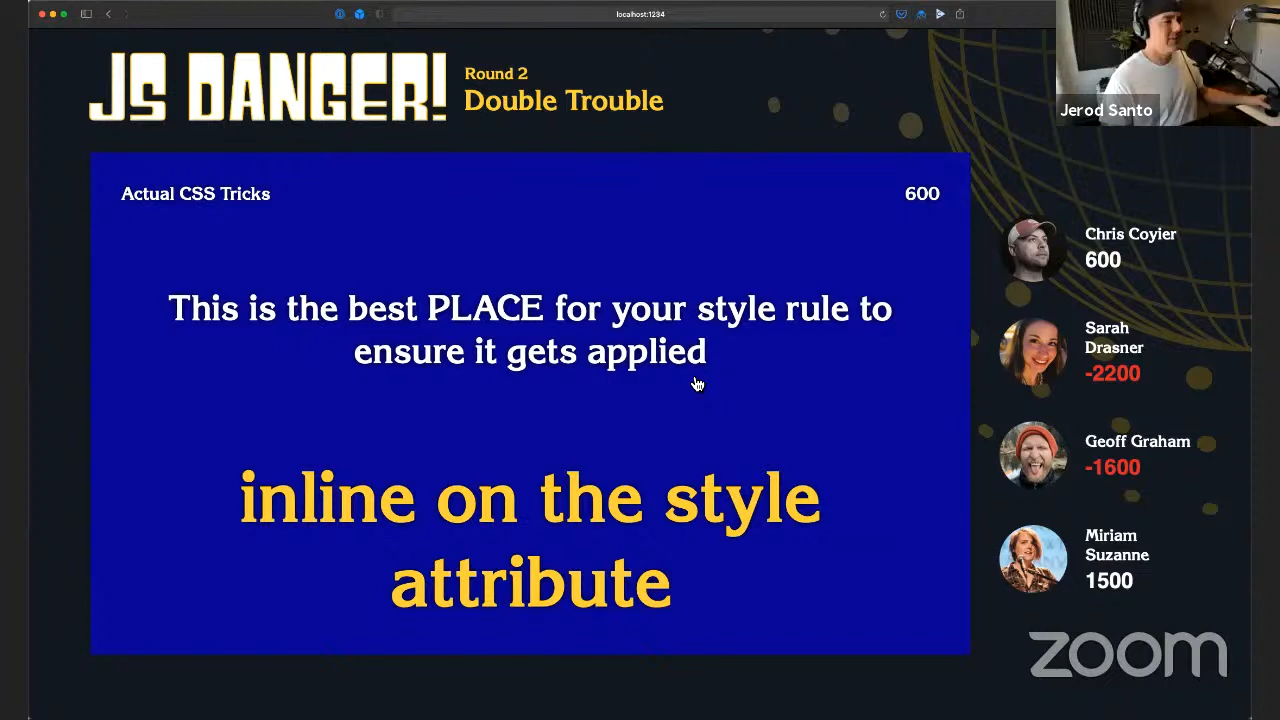 localhost:1234
JS DANGER!
Round 2
Double Trouble
Jerod Santo
Actual CSS Tricks
600
This is the best PLACE for your style rule to
ensure it gets applied
inline on the style
attribute
Chris Coyier
600
Sarah
Drasner
-2200
Geoff Graham
-1600
Miriam
Suzanne
1500
zoom